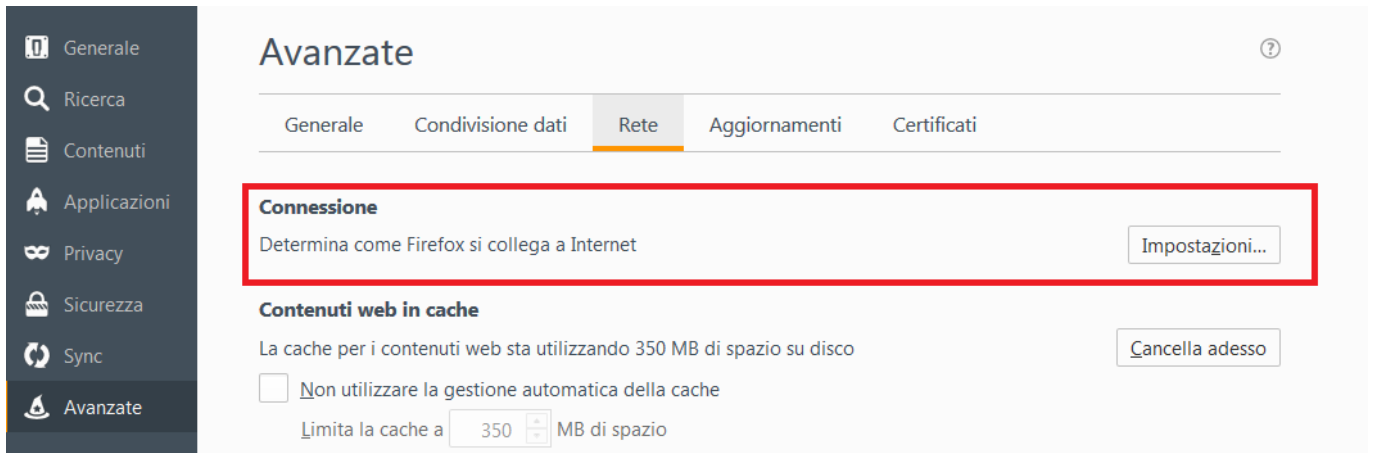 Generale
Ricerca
Contenuti
Applicazioni
Privacy
Sicurezza
Sync
Avanzate
Avanzate
?
Generale Condivisione dati Rete Aggiornamenti Certificati
Connessione
Determina come Firefox si collega a Internet Impostazioni...
Contenuti web in cache
La cache per i contenuti web sta utilizzando 350 MB di spazio su disco Cancella adesso
Non utilizzare la gestione automatica della cache
Limita la cache a 350 MB di spazio